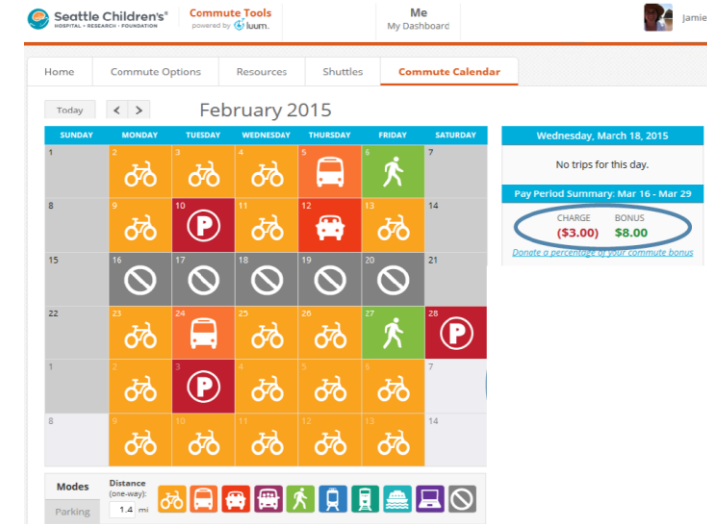 Seattle Children's®
HOSPITAL • RESEARCH • FOUNDATION
Commute Tools
powered by luum.
Me
My Dashboard
Jamie
Home Commute Options Resources Shuttles Commute Calendar
Today < > February 2015
SUNDAY MONDAY TUESDAY WEDNESDAY THURSDAY FRIDAY SATURDAY
1 2 3 4 5 6 7
8 9 10 11 12 13 14
P
15 16 17 18 19 20 21
22 23 24 25 26 27 28
P
1 2 3 4 5 6 7
P
8 9 10 11 12 13 14
Wednesday, March 18, 2015
No trips for this day.
Pay Period Summary: Mar 16 - Mar 29
CHARGE BONUS
($3.00) $8.00
Donate a percentage of your commute bonus
Modes
Parking
Distance
(one-way):
1.4 mi